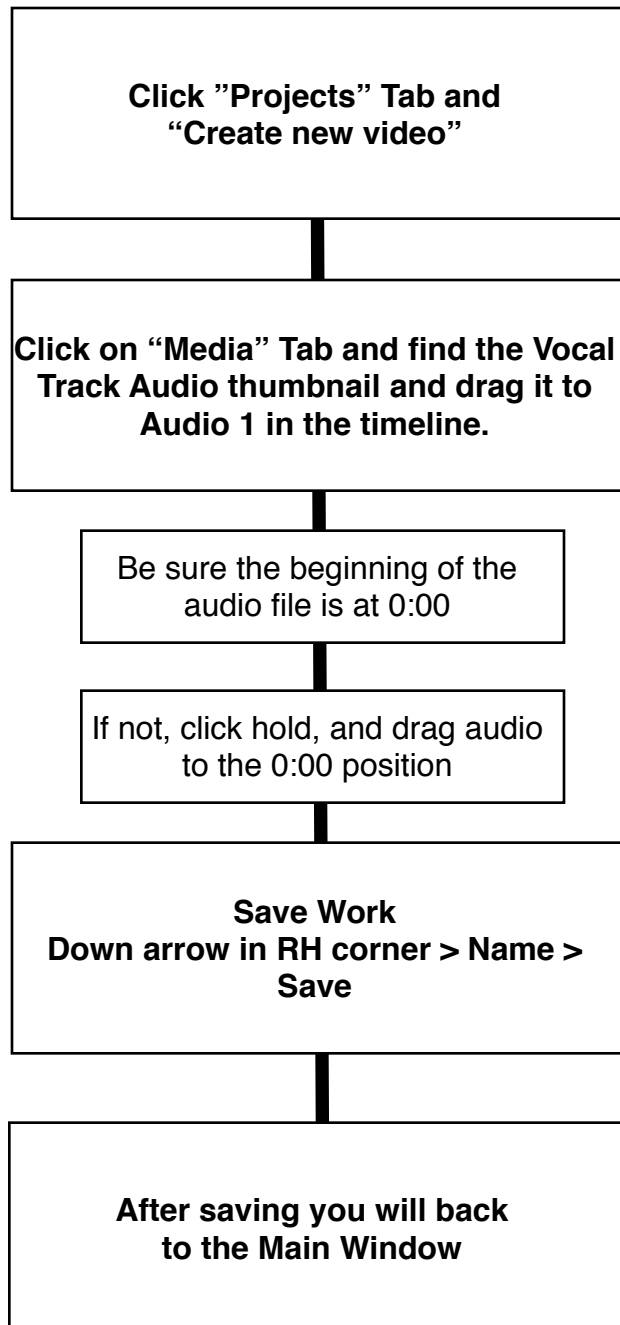 Click ”Projects” Tab and
“Create new video”
Click on “Media” Tab and find the Vocal
Track Audio thumbnail and drag it to
Audio 1 in the timeline.
Be sure the beginning of the
audio file is at 0:00
If not, click hold, and drag audio
to the 0:00 position
Save Work
Down arrow in RH corner > Name >
Save
After saving you will back
to the Main Window